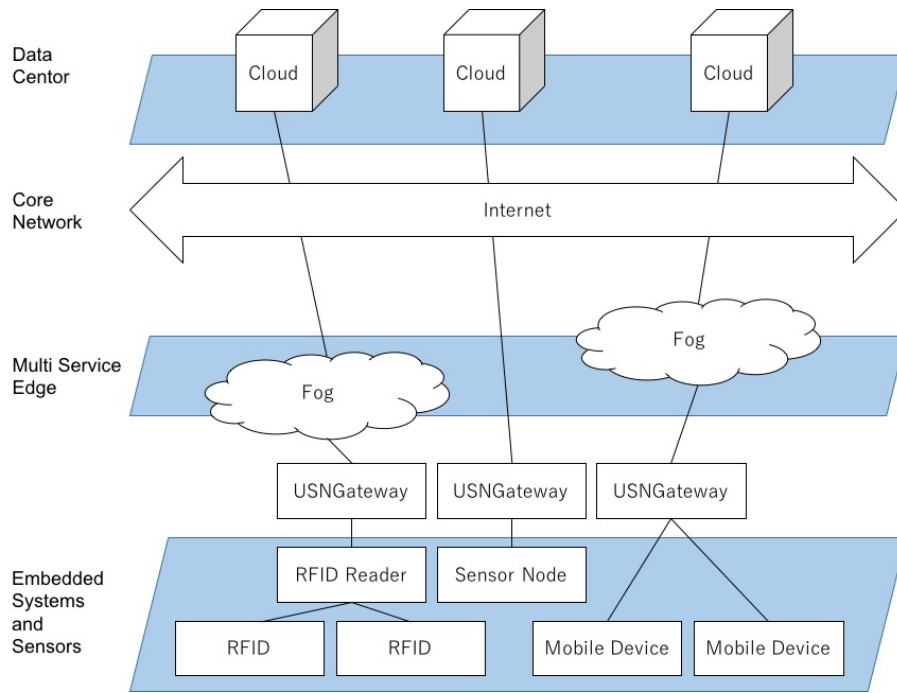 Data
Centor
Cloud
Cloud
Cloud
Core
Network
Internet
Multi Service
Edge
Fog
Fog
USNGateway
USNGateway
USNGateway
Embedded
Systems
and
Sensors
RFID Reader
Sensor Node
RFID
RFID
Mobile Device
Mobile Device